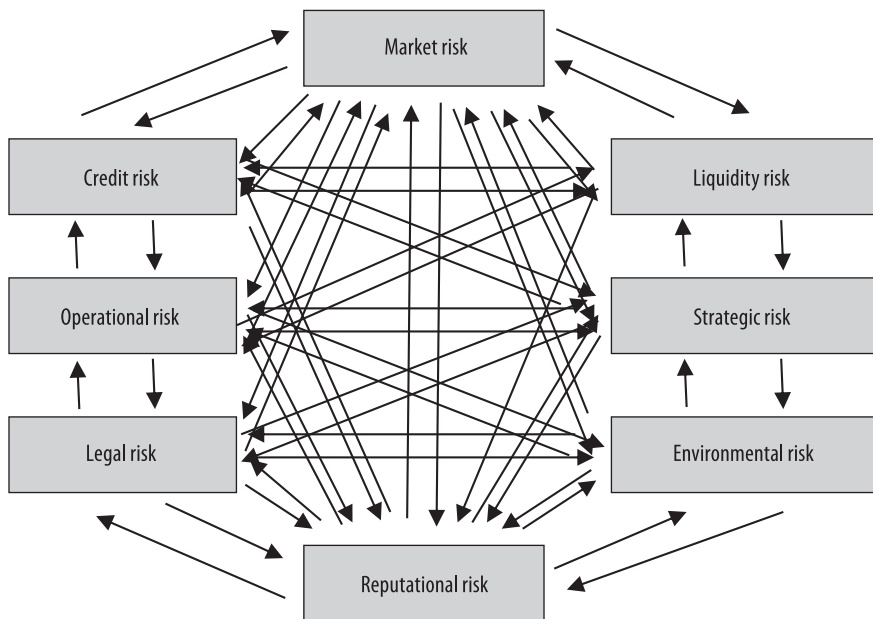 Market risk
Credit risk
Liquidity risk
Operational risk
Strategic risk
Legal risk
Environmental risk
Reputational risk